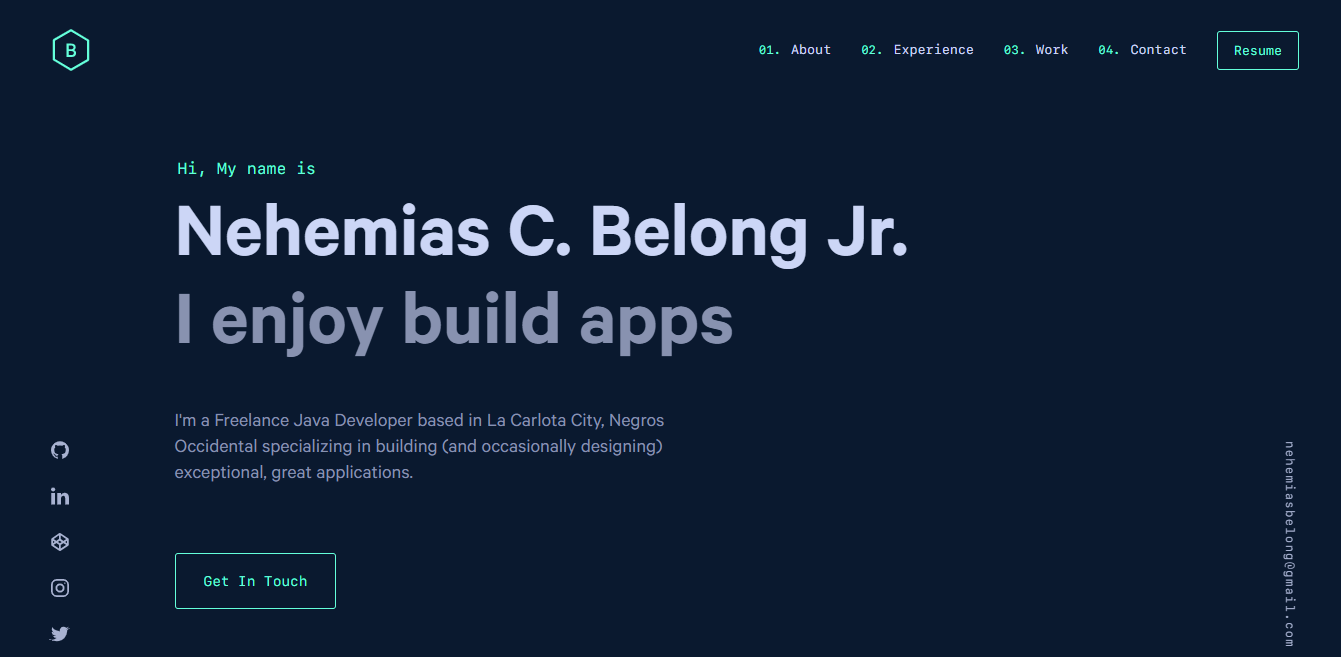 B
01. About 02. Experience 03. Work 04. Contact Resume
Hi, My name is
Nehemias C. Belong Jr.
I enjoy build apps
I'm a Freelance Java Developer based in La Carlota City, Negros
Occidental specializing in building (and occasionally designing)
exceptional, great applications.
Get In Touch
in
nehemiasbelong@gmail.com